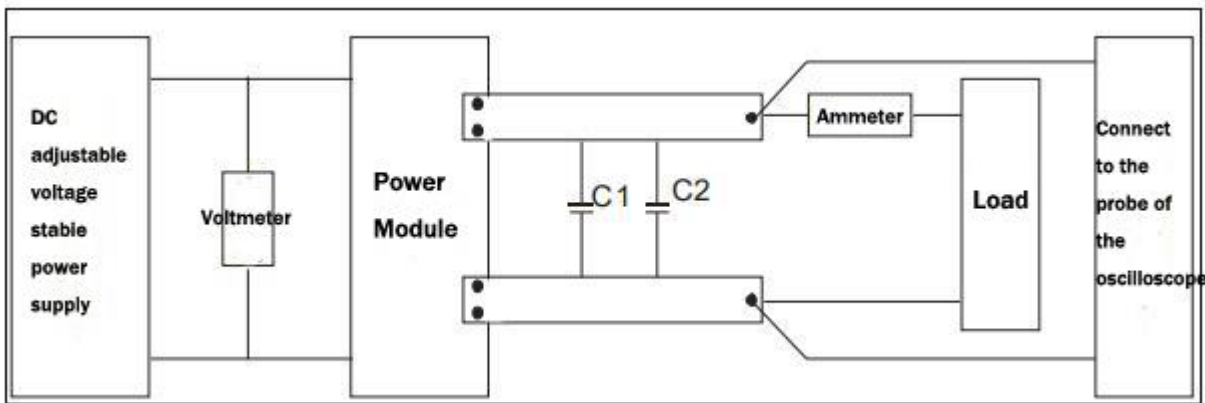 DC
adjustable
voltage
stable
power
supply
Voltmeter
Power
Module
C1
C2
Ammeter
Load
Connect
to the
probe of
the
oscilloscope